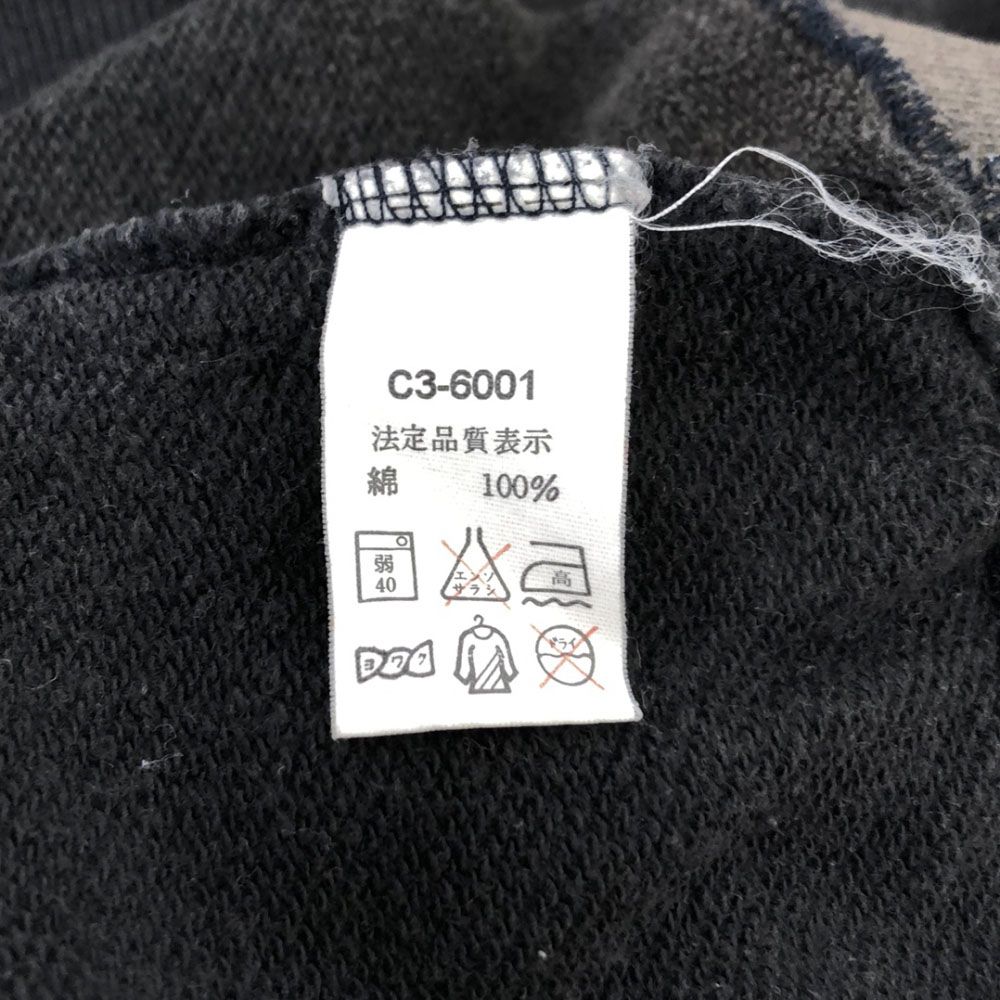 C3-6001
法定品質表示
綿 100%
弱
40
エンソ
サラシ
高
ヨワク
ドライ